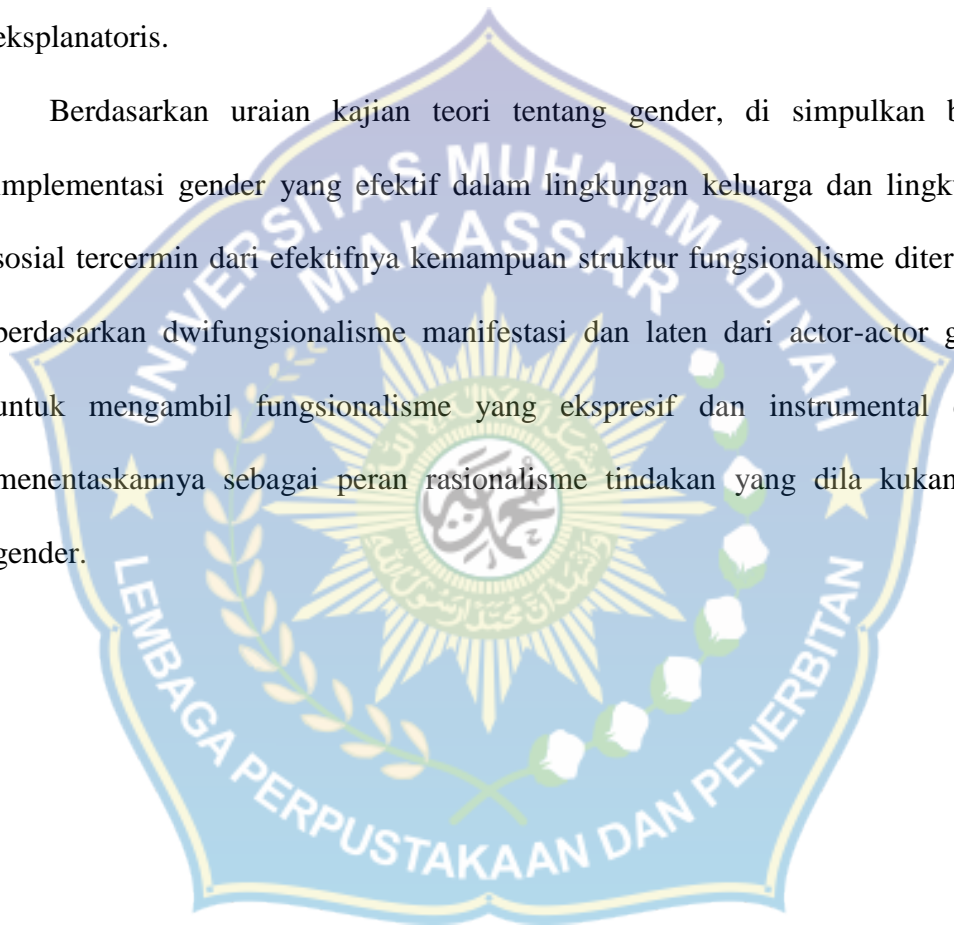 eksplanatoris.
Berdasarkan uraian kajian teori tentang gender, di simpulkan b
implementasi gender yang efektif dalam lingkungan keluarga dan lingku
sosial tercermin dari efektifnya kemampuan struktur fungsionalisme diter
berdasarkan dwifungsionalisme manifestasi dan laten dari actor-actor g
untuk mengambil fungsionalisme yang ekspresif dan instrumental
menentaskannya sebagai peran rasionalisme tindakan yang dila kukan
gender.
UNIVERSITAS MUHAMMADIYAH
MAKASSAR
LEMBAGA PERPUSTAKAAN DAN PENERBITAN